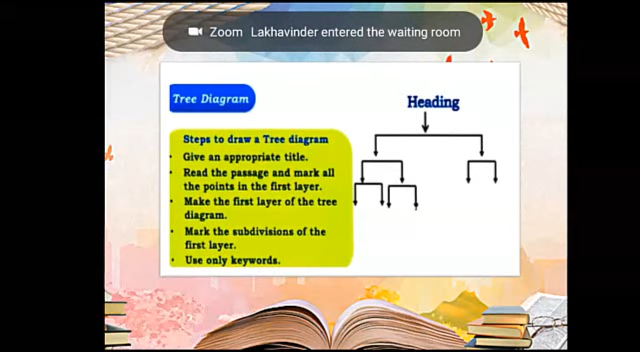 Zoom Lakhavinder entered the waiting room
Tree Diagram
Heading
Steps to draw a Tree diagram
• Give an appropriate title.
• Read the passage and mark all
the points in the first layer.
• Make the first layer of the tree
diagram.
• Mark the subdivisions of the
first layer.
• Use only keywords.